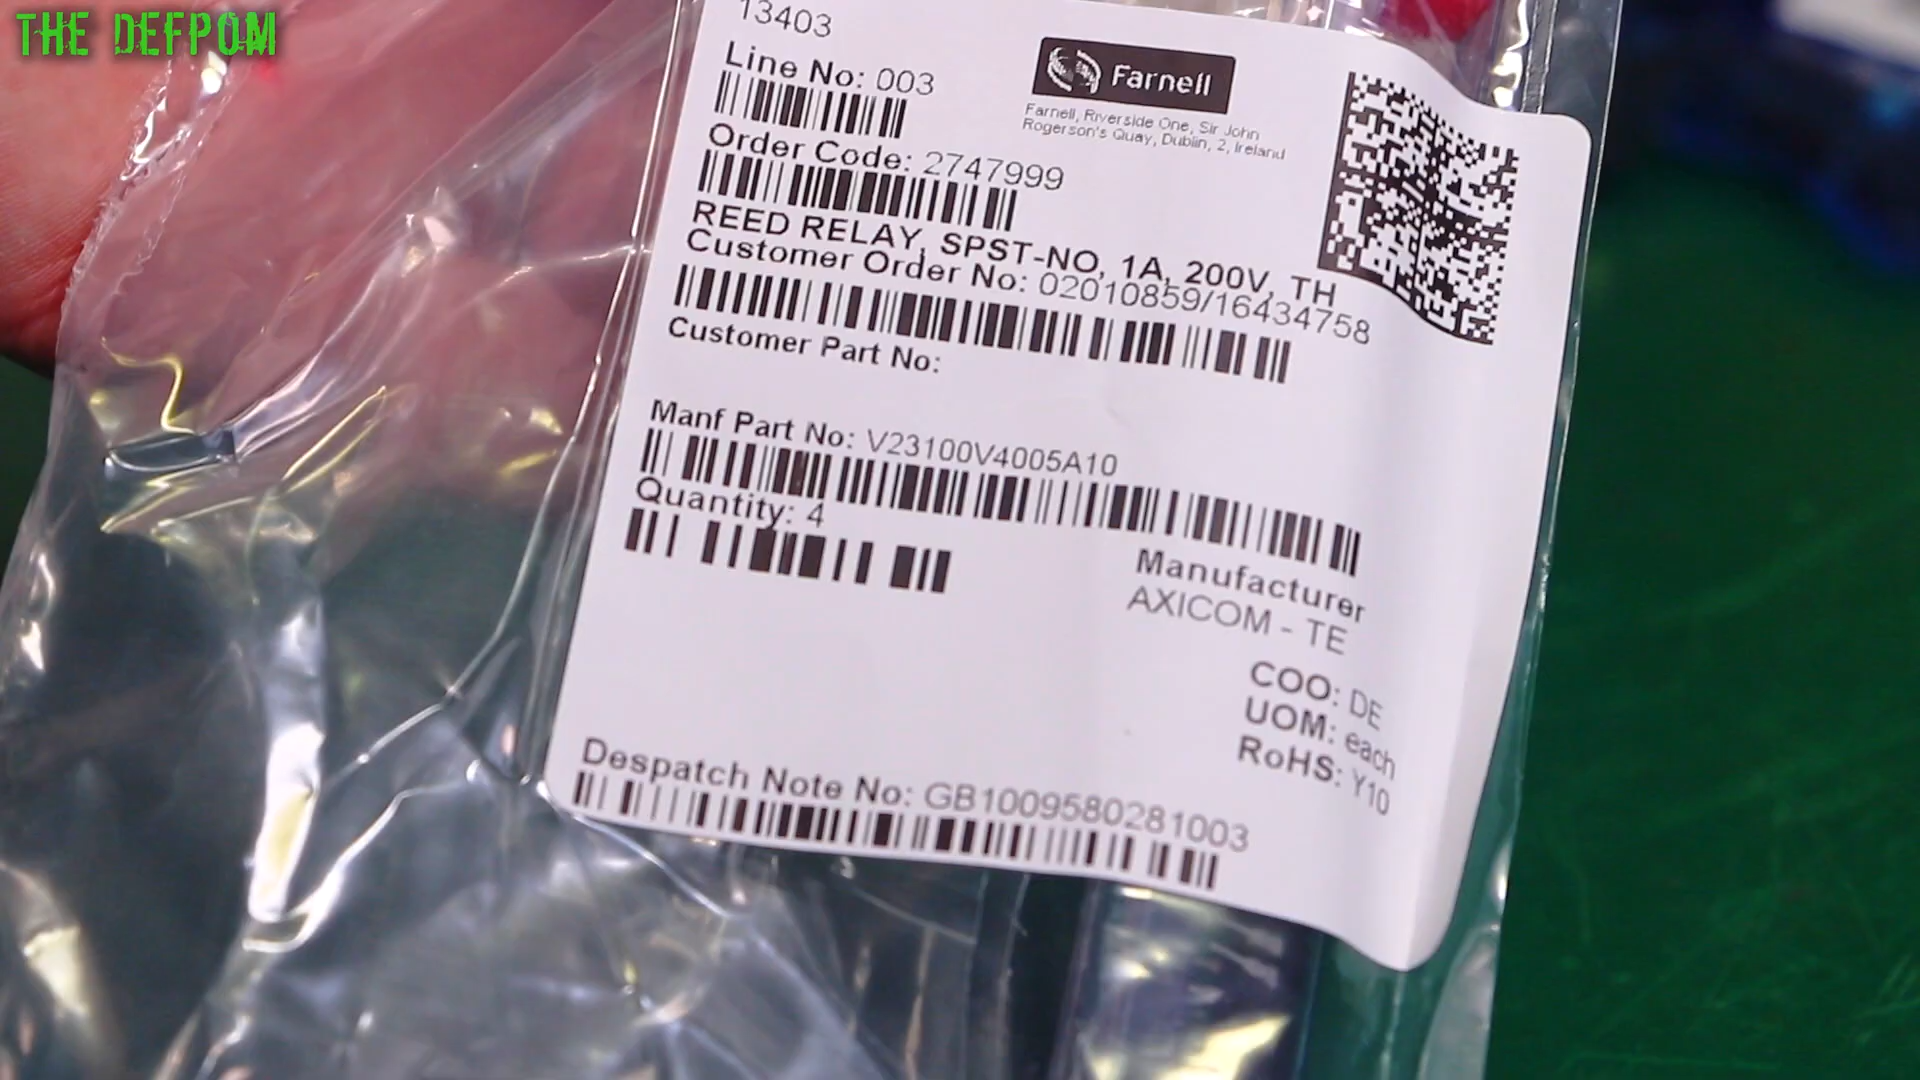 THE DEFPOM
13403
Line No: 003
Farnell
Farnell, Riverside One, Sir John
Rogerson's Quay, Dublin, 2, Ireland
Order Code: 2747999
REED RELAY, SPST-NO, 1A, 200V, TH
Customer Order No: 02010859/16434758
Customer Part No:
Manf Part No: V23100V4005A10
Quantity: 4
Manufacturer
AXICOM - TE
COO: DE
UOM: each
RoHS: Y10
Despatch Note No: GB1009580281003